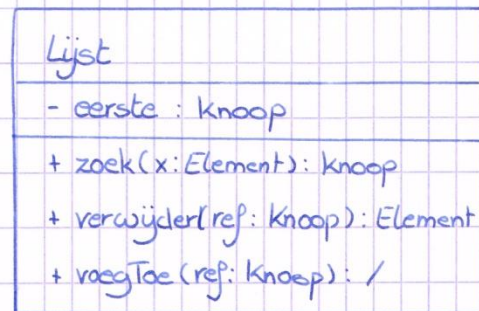 Lijst
- eerste : Knoop
+ zoek(x:Element): Knoop
+ verwijder(ref: Knoop): Element
+ voegToe(ref: Knoop): /